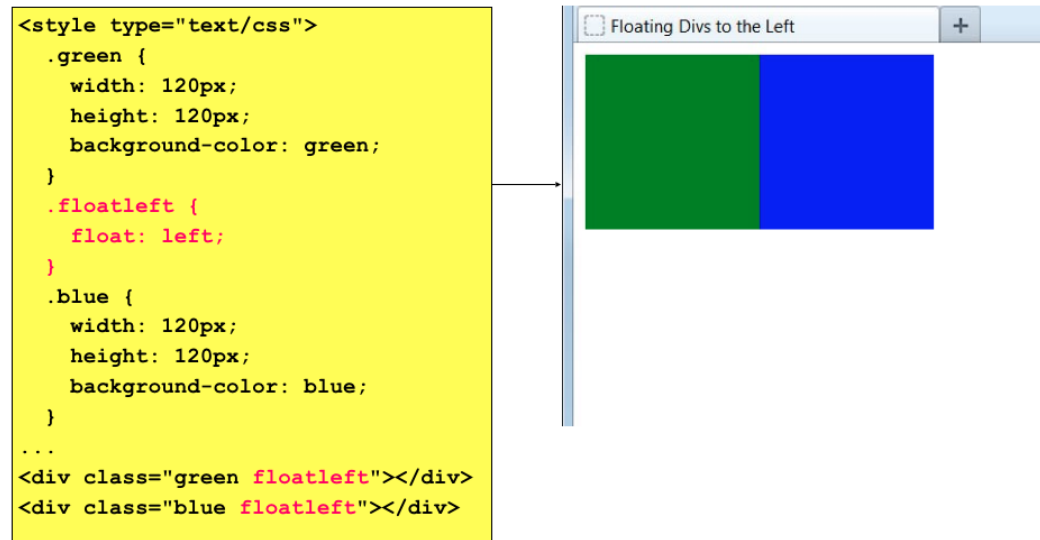 <style type="text/css">
  .green {
    width: 120px;
    height: 120px;
    background-color: green;
  }
  .floatleft {
    float: left;
  }
  .blue {
    width: 120px;
    height: 120px;
    background-color: blue;
  }
...
<div class="green floatleft"></div>
<div class="blue floatleft"></div>
Floating Divs to the Left
+